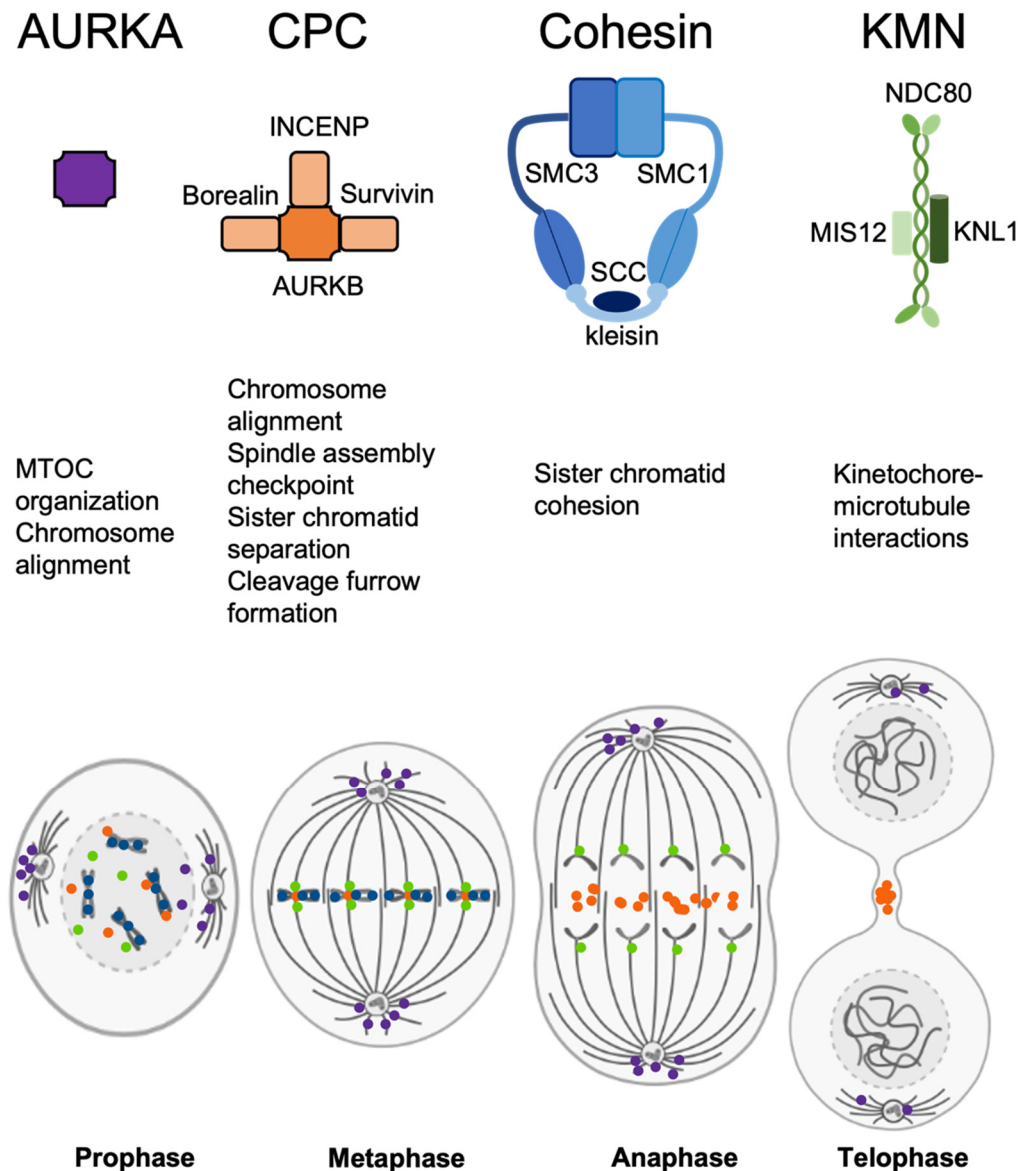 AURKA
CPC
Cohesin
KMN
INCENP
Borealin
Survivin
AURKB
SMC3
SMC1
SCC
kleisin
NDC80
MIS12
KNL1
MTOC
organization
Chromosome
alignment
Chromosome
alignment
Spindle assembly
checkpoint
Sister chromatid
separation
Cleavage furrow
formation
Sister chromatid
cohesion
Kinetochore-
microtubule
interactions
Prophase
Metaphase
Anaphase
Telophase